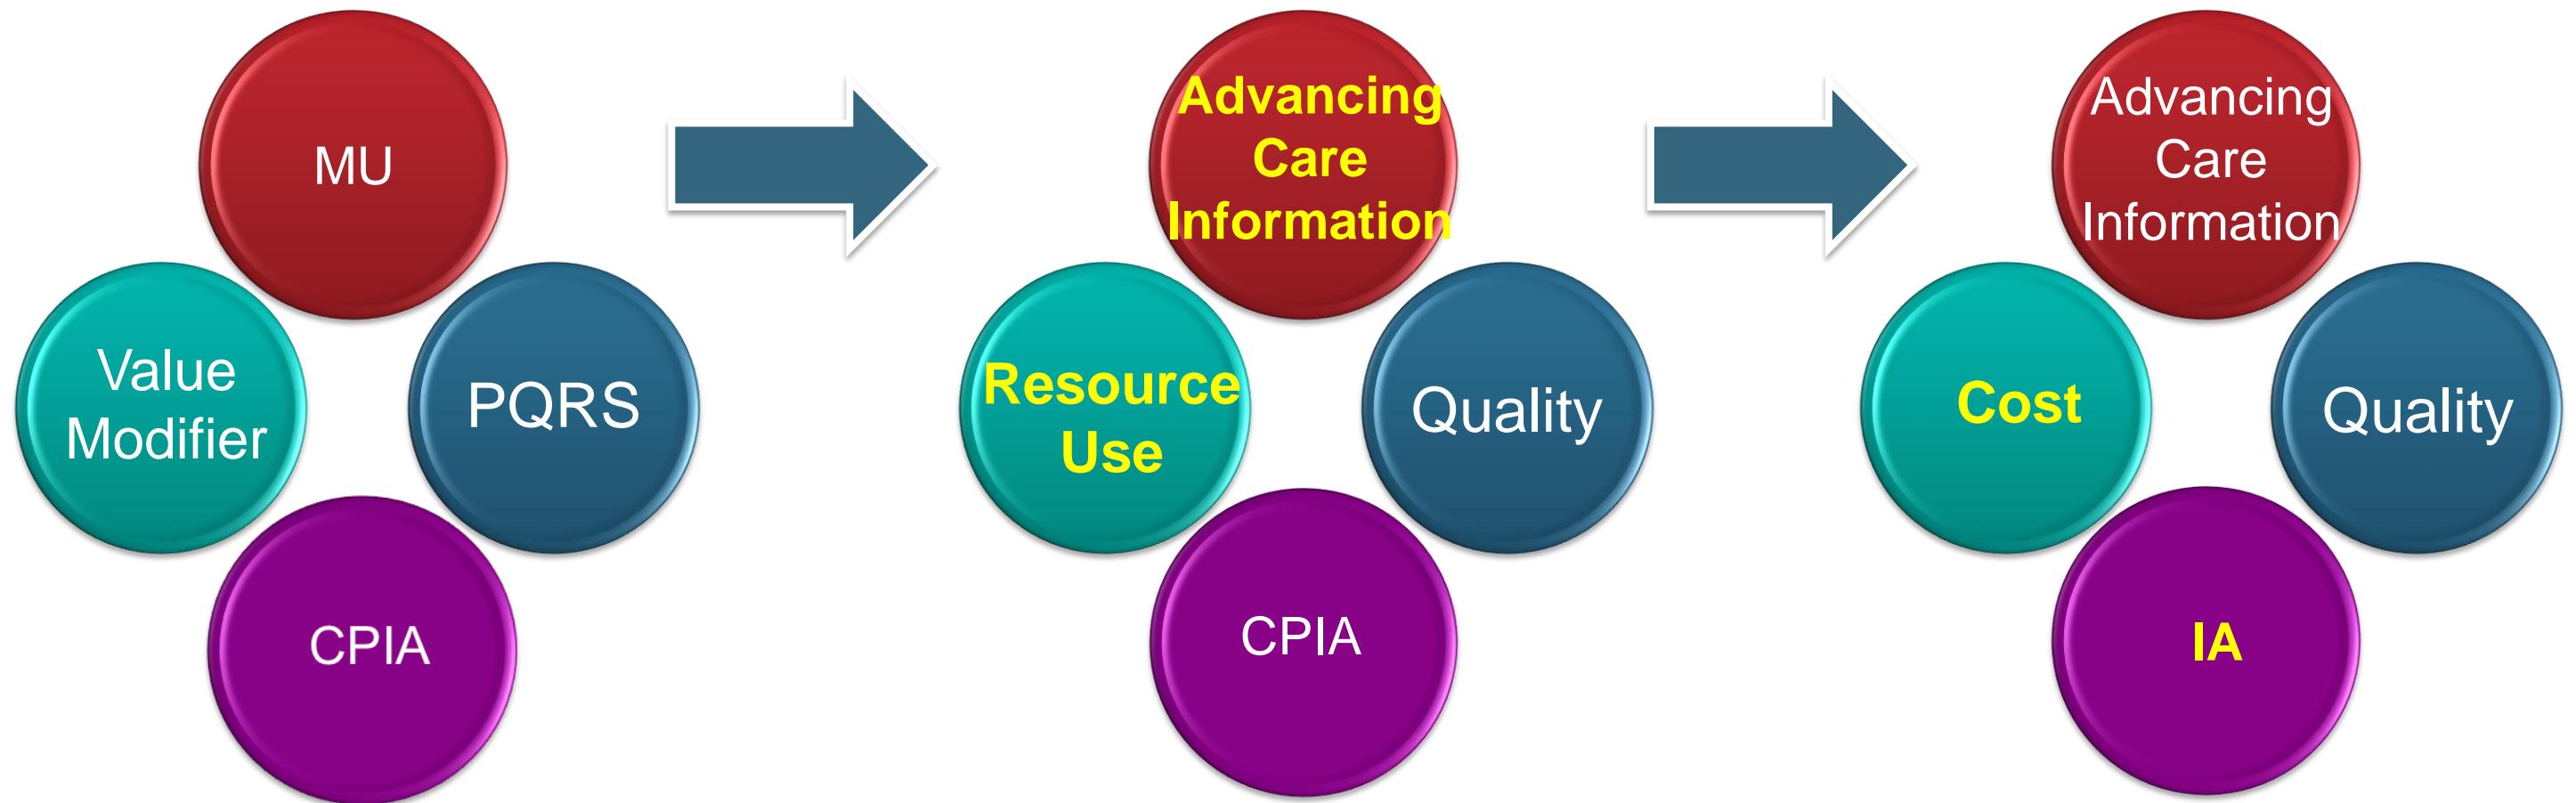 MU
Value
Modifier
PQRS
CPIA
Advancing
Care
Information
Resource
Use
Quality
CPIA
Advancing
Care
Information
Cost
Quality
IA